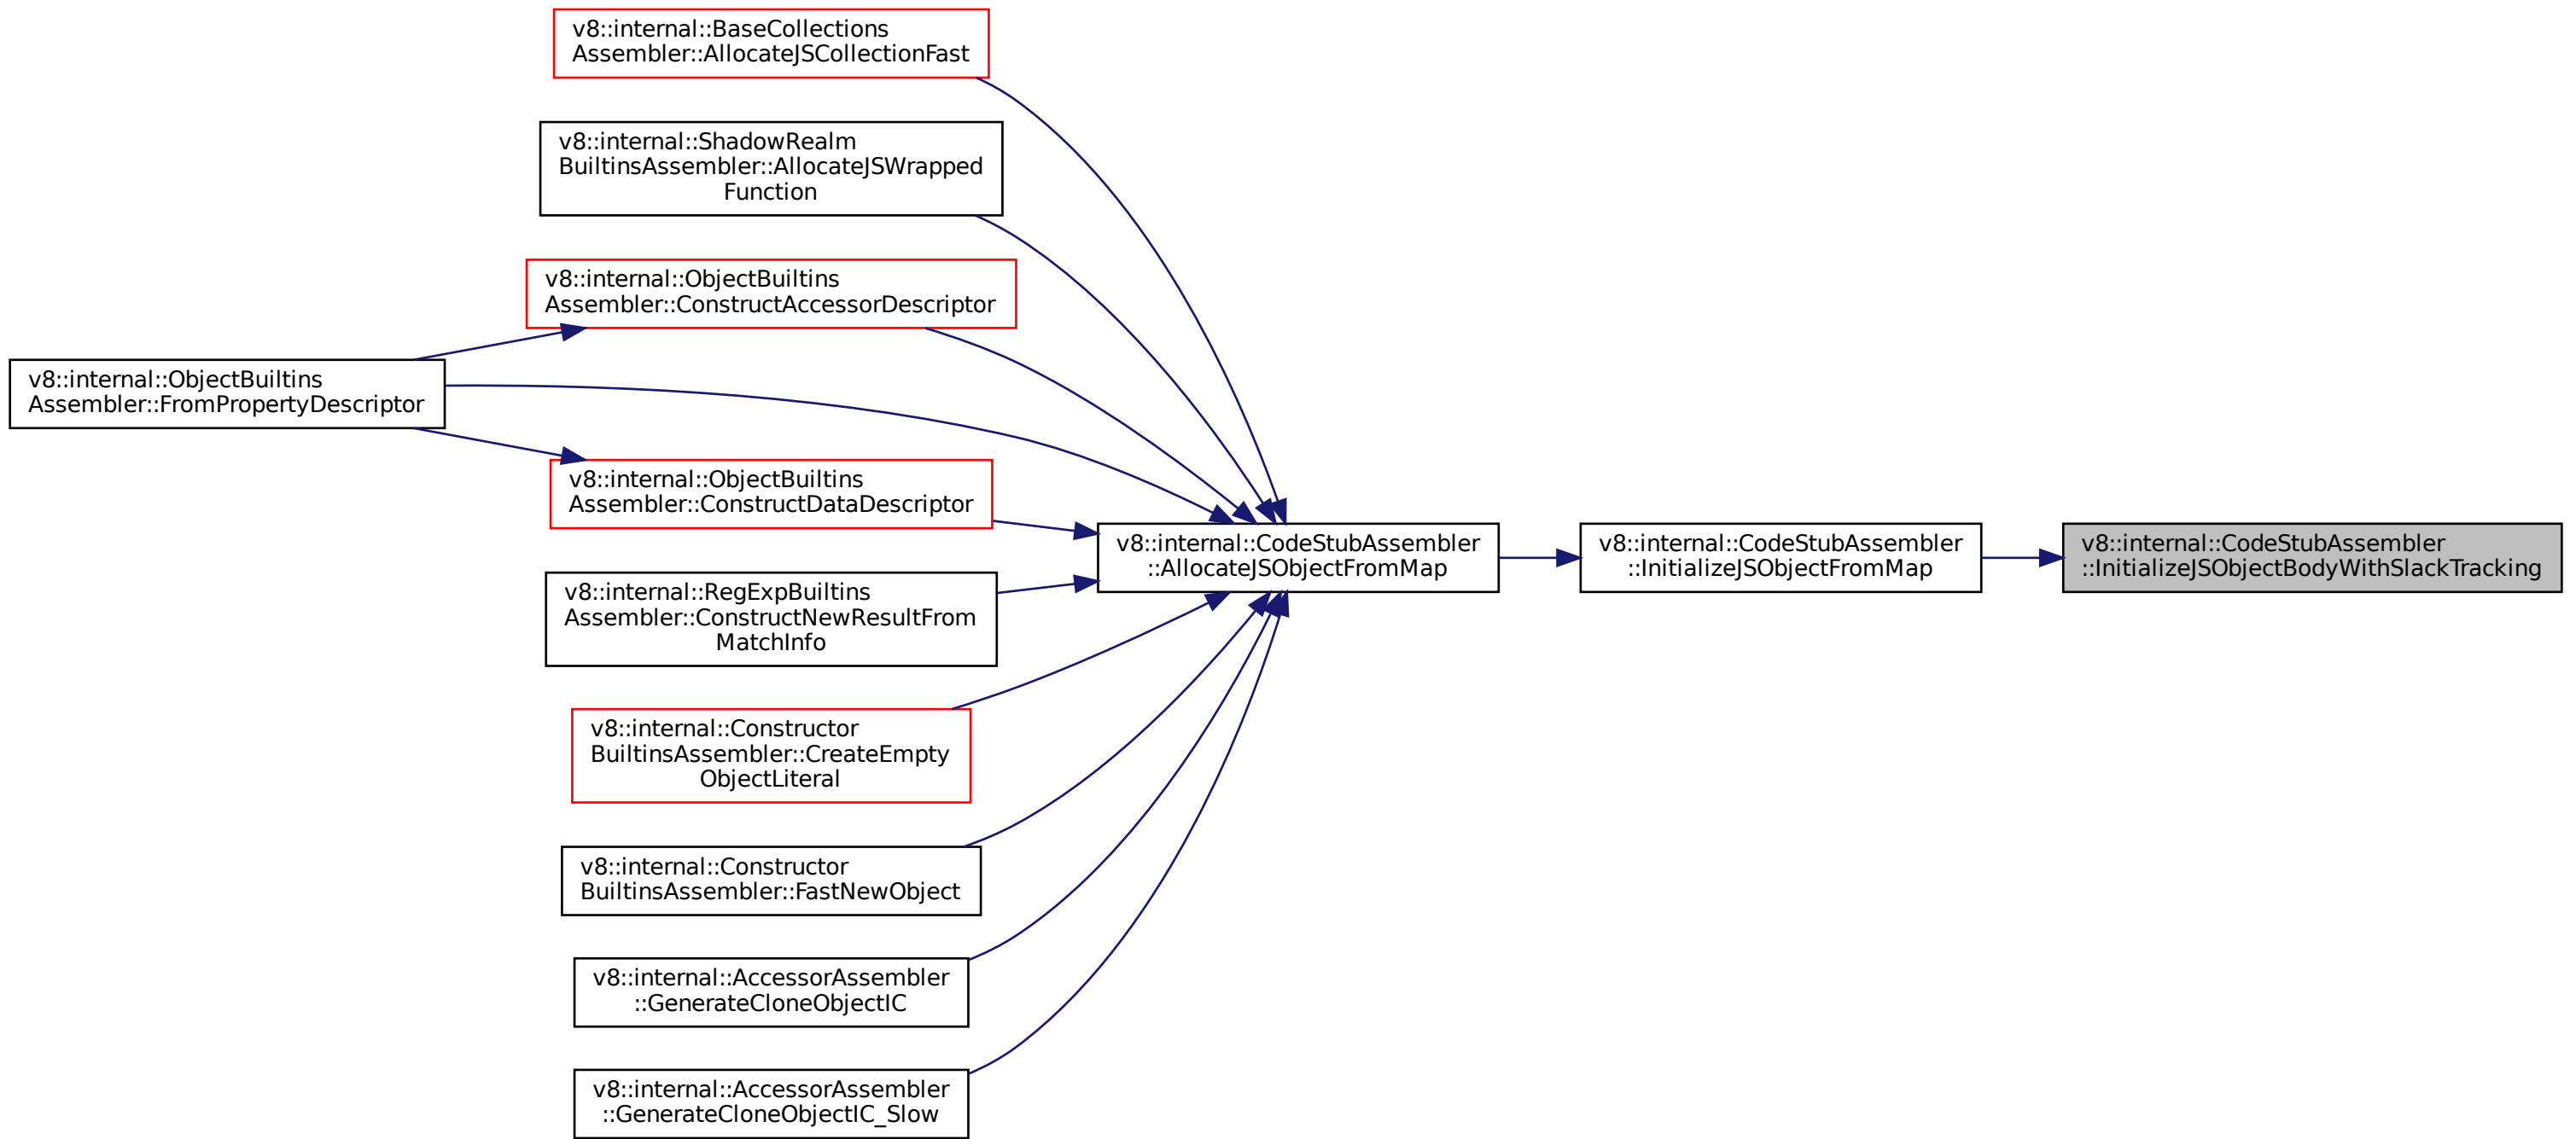 v8::internal::BaseCollections
Assembler::AllocateJSCollectionFast
v8::internal::ShadowRealm
BuiltinsAssembler::AllocateJSWrapped
Function
v8::internal::ObjectBuiltins
Assembler::ConstructAccessorDescriptor
v8::internal::ObjectBuiltins
Assembler::FromPropertyDescriptor
v8::internal::ObjectBuiltins
Assembler::ConstructDataDescriptor
v8::internal::CodeStubAssembler
::AllocateJSObjectFromMap
v8::internal::CodeStubAssembler
::InitializeJSObjectFromMap
v8::internal::CodeStubAssembler
::InitializeJSObjectBodyWithSlackTracking
v8::internal::RegExpBuiltins
Assembler::ConstructNewResultFrom
MatchInfo
v8::internal::Constructor
BuiltinsAssembler::CreateEmpty
ObjectLiteral
v8::internal::Constructor
BuiltinsAssembler::FastNewObject
v8::internal::AccessorAssembler
::GenerateCloneObjectIC
v8::internal::AccessorAssembler
::GenerateCloneObjectIC_Slow